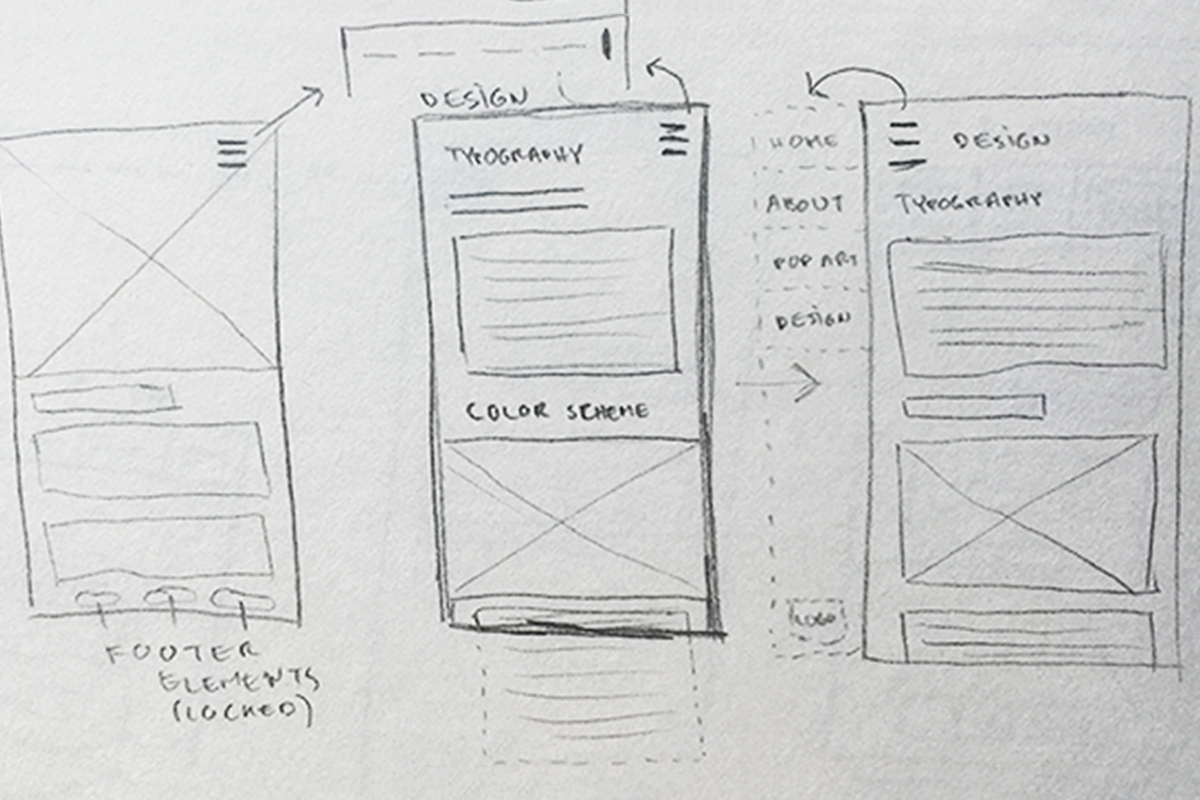 DESIGN
TYPOGRAPHY
COLOR SCHEME
FOOTER
ELEMENTS
(LOCKED)
HOME
ABOUT
POP ART
DESIGN
LOGO
DESIGN
TYPOGRAPHY